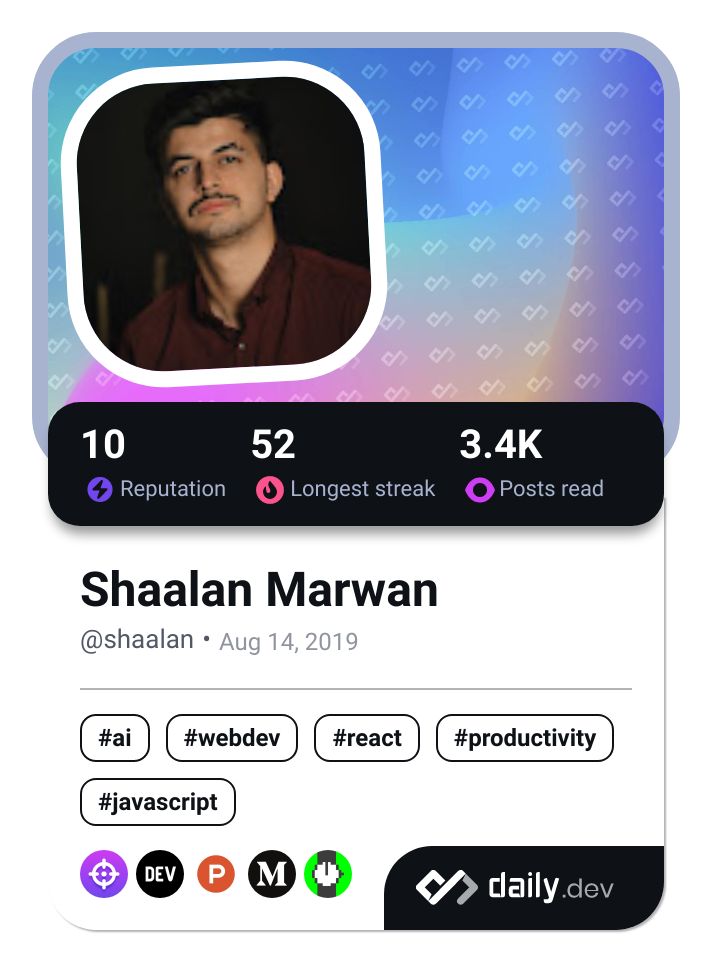 10 52 3.4K
Reputation Longest streak Posts read
Shaalan Marwan
@shaalan • Aug 14, 2019
#ai #webdev #react #productivity
#javascript
DEV P M daily.dev